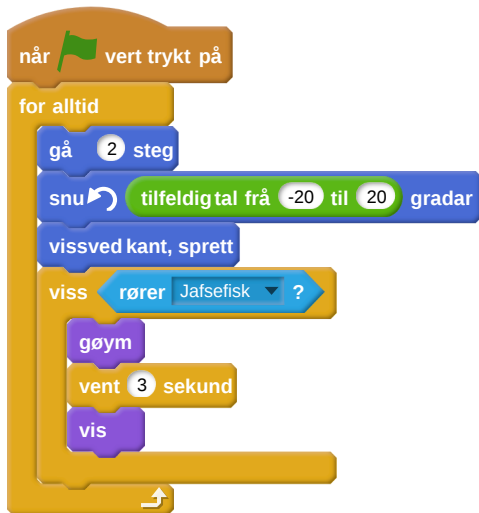 når vert trykt på
for alltid
gå 2 steg
snu tilfeldig tal frå -20 til 20 gradar
vissved kant, sprett
viss rører Jafsefisk ?
gøym
vent 3 sekund
vis